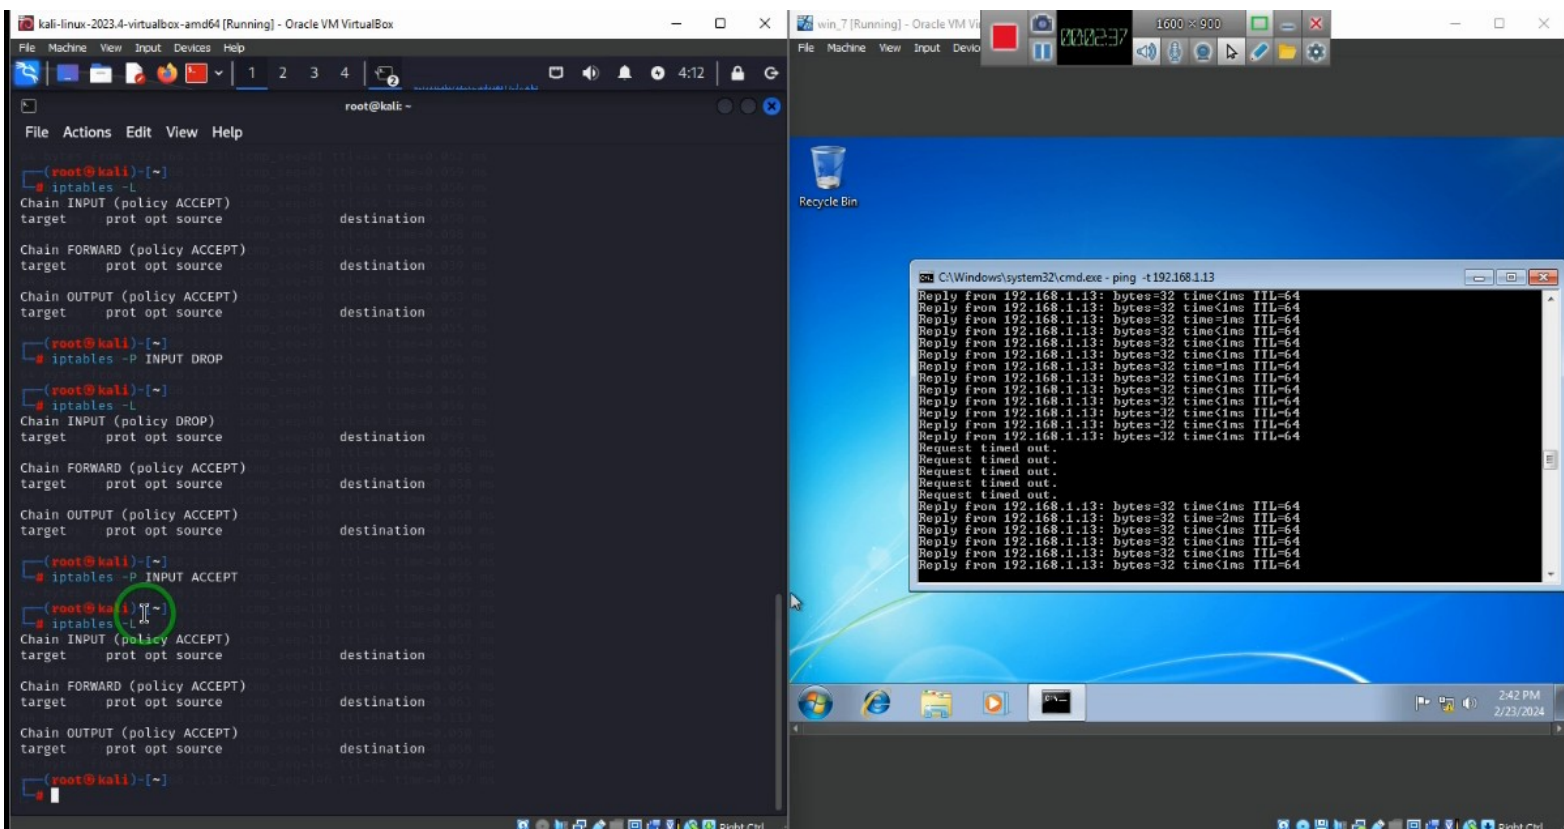 kali-linux-2023.4-virtualbox-amd64 [Running] - Oracle VM VirtualBox
File Machine View Input Devices Help
1 2 3 4 2 4:12
root@kali: ~
File Actions Edit View Help
┌──(root㉿kali)-[~]
└─# iptables -L
Chain INPUT (policy ACCEPT)
target prot opt source destination
Chain FORWARD (policy ACCEPT)
target prot opt source destination
Chain OUTPUT (policy ACCEPT)
target prot opt source destination
┌──(root㉿kali)-[~]
└─# iptables -P INPUT DROP
┌──(root㉿kali)-[~]
└─# iptables -L
Chain INPUT (policy DROP)
target prot opt source destination
Chain FORWARD (policy ACCEPT)
target prot opt source destination
Chain OUTPUT (policy ACCEPT)
target prot opt source destination
┌──(root㉿kali)-[~]
└─# iptables -P INPUT ACCEPT
┌──(root㉿kali)-[~]
└─# iptables -L
Chain INPUT (policy ACCEPT)
target prot opt source destination
Chain FORWARD (policy ACCEPT)
target prot opt source destination
Chain OUTPUT (policy ACCEPT)
target prot opt source destination
┌──(root㉿kali)-[~]
└─#
Right Ctrl
win_7 [Running] - Oracle VM
000237
1600 × 900
File Machine View Input
Recycle Bin
C:\Windows\system32\cmd.exe - ping -t 192.168.1.13
Reply from 192.168.1.13: bytes=32 time<1ms TTL=64
Reply from 192.168.1.13: bytes=32 time<1ms TTL=64
Reply from 192.168.1.13: bytes=32 time=1ms TTL=64
Reply from 192.168.1.13: bytes=32 time<1ms TTL=64
Reply from 192.168.1.13: bytes=32 time<1ms TTL=64
Reply from 192.168.1.13: bytes=32 time<1ms TTL=64
Reply from 192.168.1.13: bytes=32 time=1ms TTL=64
Reply from 192.168.1.13: bytes=32 time<1ms TTL=64
Reply from 192.168.1.13: bytes=32 time<1ms TTL=64
Reply from 192.168.1.13: bytes=32 time<1ms TTL=64
Reply from 192.168.1.13: bytes=32 time<1ms TTL=64
Reply from 192.168.1.13: bytes=32 time<1ms TTL=64
Reply from 192.168.1.13: bytes=32 time<1ms TTL=64
Request timed out.
Request timed out.
Request timed out.
Request timed out.
Request timed out.
Reply from 192.168.1.13: bytes=32 time<1ms TTL=64
Reply from 192.168.1.13: bytes=32 time=2ms TTL=64
Reply from 192.168.1.13: bytes=32 time<1ms TTL=64
Reply from 192.168.1.13: bytes=32 time<1ms TTL=64
Reply from 192.168.1.13: bytes=32 time<1ms TTL=64
Reply from 192.168.1.13: bytes=32 time<1ms TTL=64
2:42 PM
2/23/2024
Right Ctrl